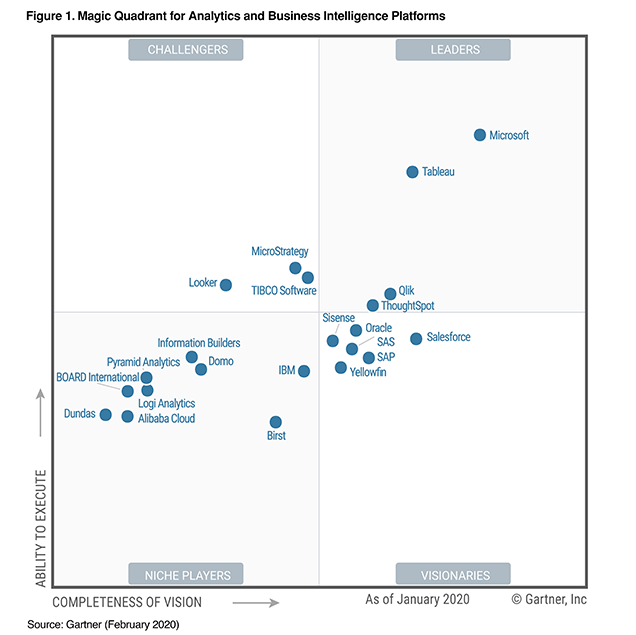 Figure 1. Magic Quadrant for Analytics and Business Intelligence Platforms
CHALLENGERS
LEADERS
Microsoft
Tableau
MicroStrategy
Looker
TIBCO Software
Qlik
ThoughtSpot
Sisense
Oracle
Salesforce
SAS
SAP
Yellowfin
Information Builders
Domo
Pyramid Analytics
IBM
BOARD International
Logi Analytics
Dundas
Alibaba Cloud
Birst
ABILITY TO EXECUTE
NICHE PLAYERS
VISIONARIES
COMPLETENESS OF VISION
As of January 2020
© Gartner, Inc
Source: Gartner (February 2020)